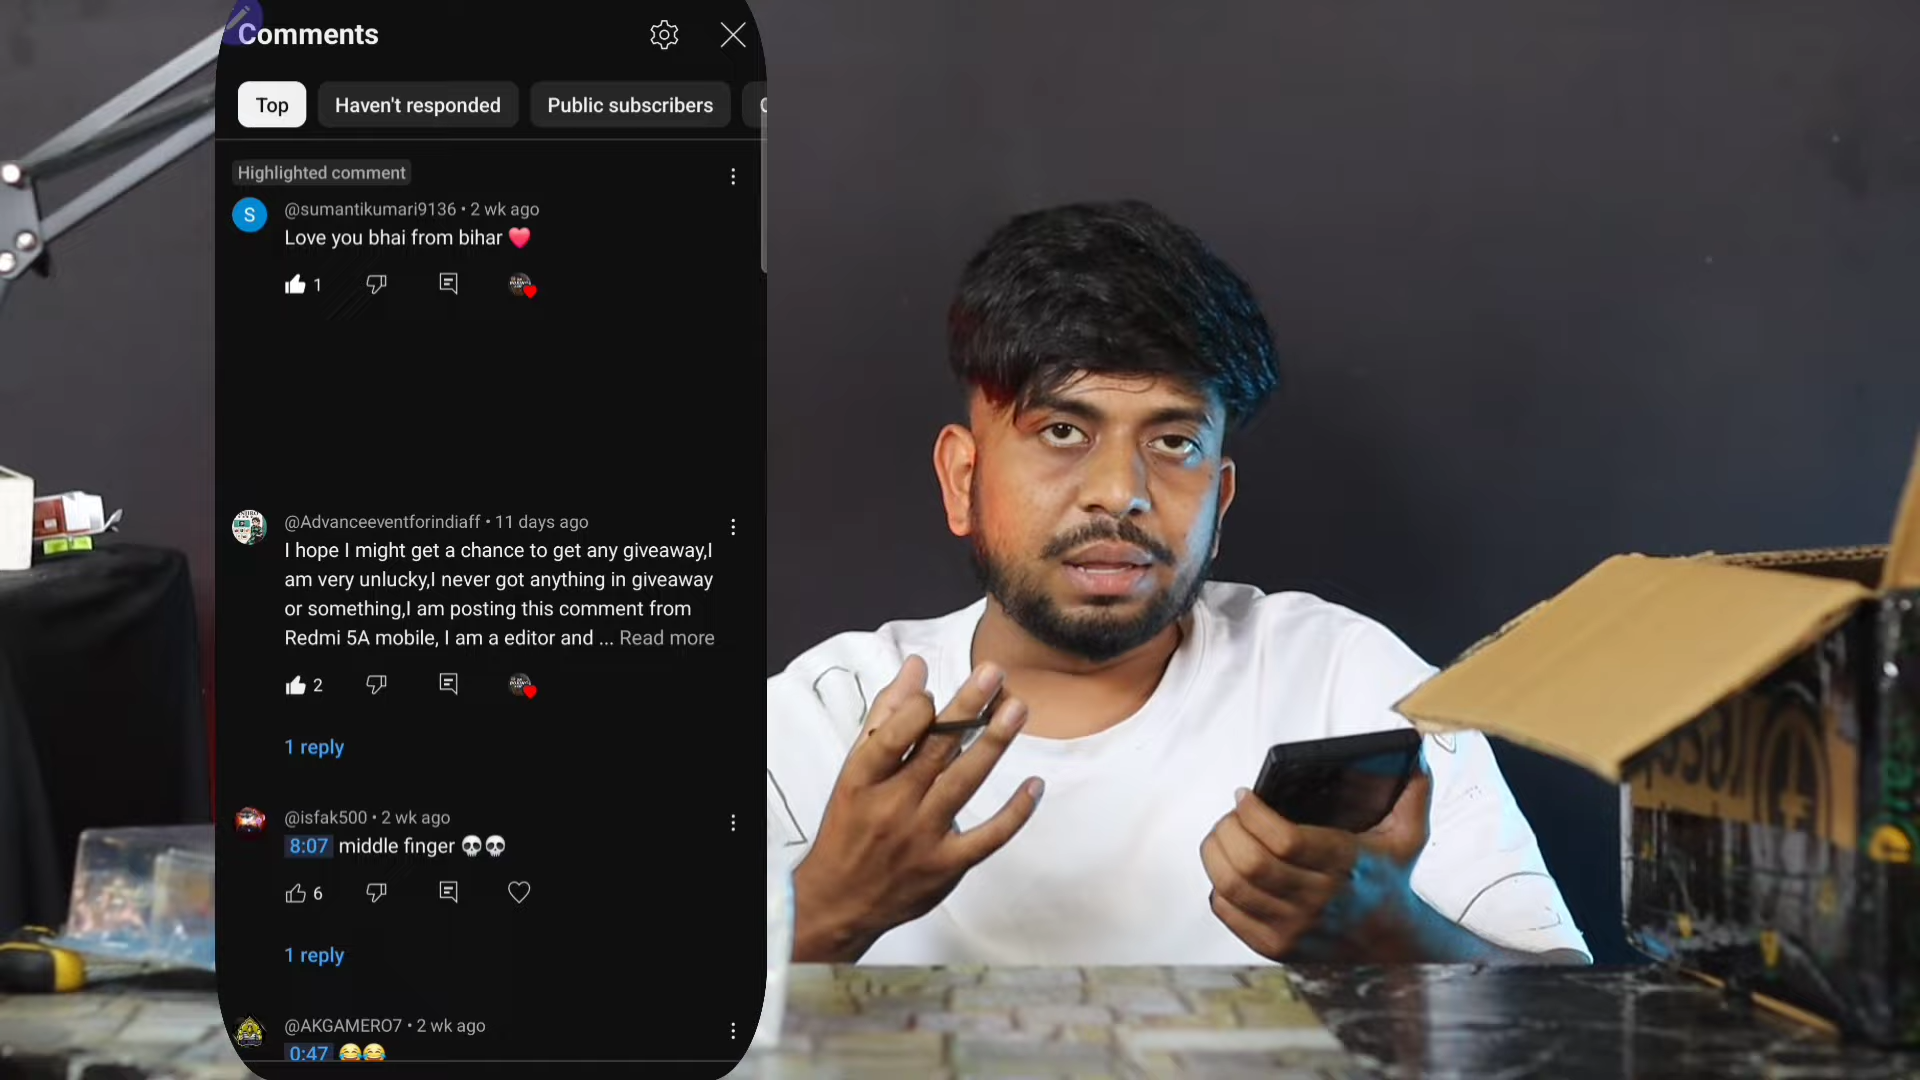 Comments
Top
Haven't responded
Public subscribers
Highlighted comment
S
@sumantikumari9136 • 2 wk ago
Love you bhai from bihar ❤️
1
@Advanceeventforindiaff • 11 days ago
I hope I might get a chance to get any giveaway,I
am very unlucky,I never got anything in giveaway
or something,I am posting this comment from
Redmi 5A mobile, I am a editor and ... Read more
2
1 reply
@isfak500 • 2 wk ago
8:07 middle finger 💀💀
6
1 reply
@AKGAMERO7 • 2 wk ago
0:47 😂😂